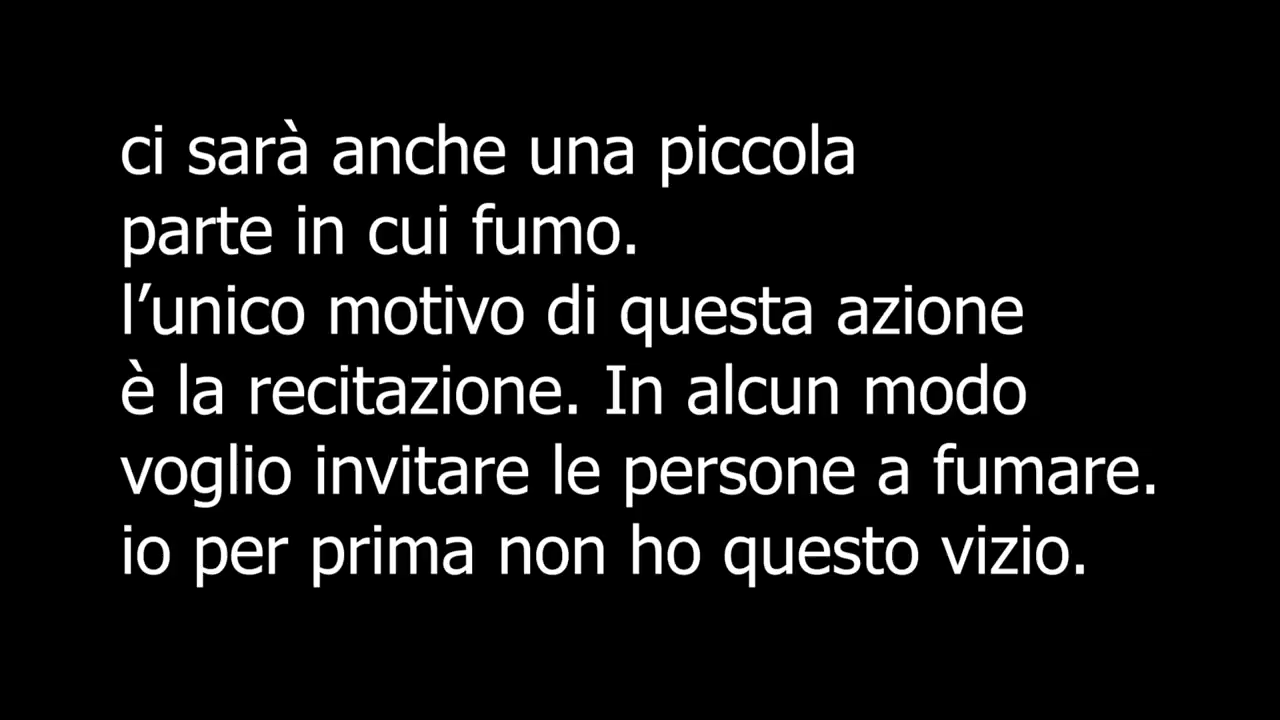 ci sarà anche una piccola
parte in cui fumo.
l’unico motivo di questa azione
è la recitazione. In alcun modo
voglio invitare le persone a fumare.
io per prima non ho questo vizio.